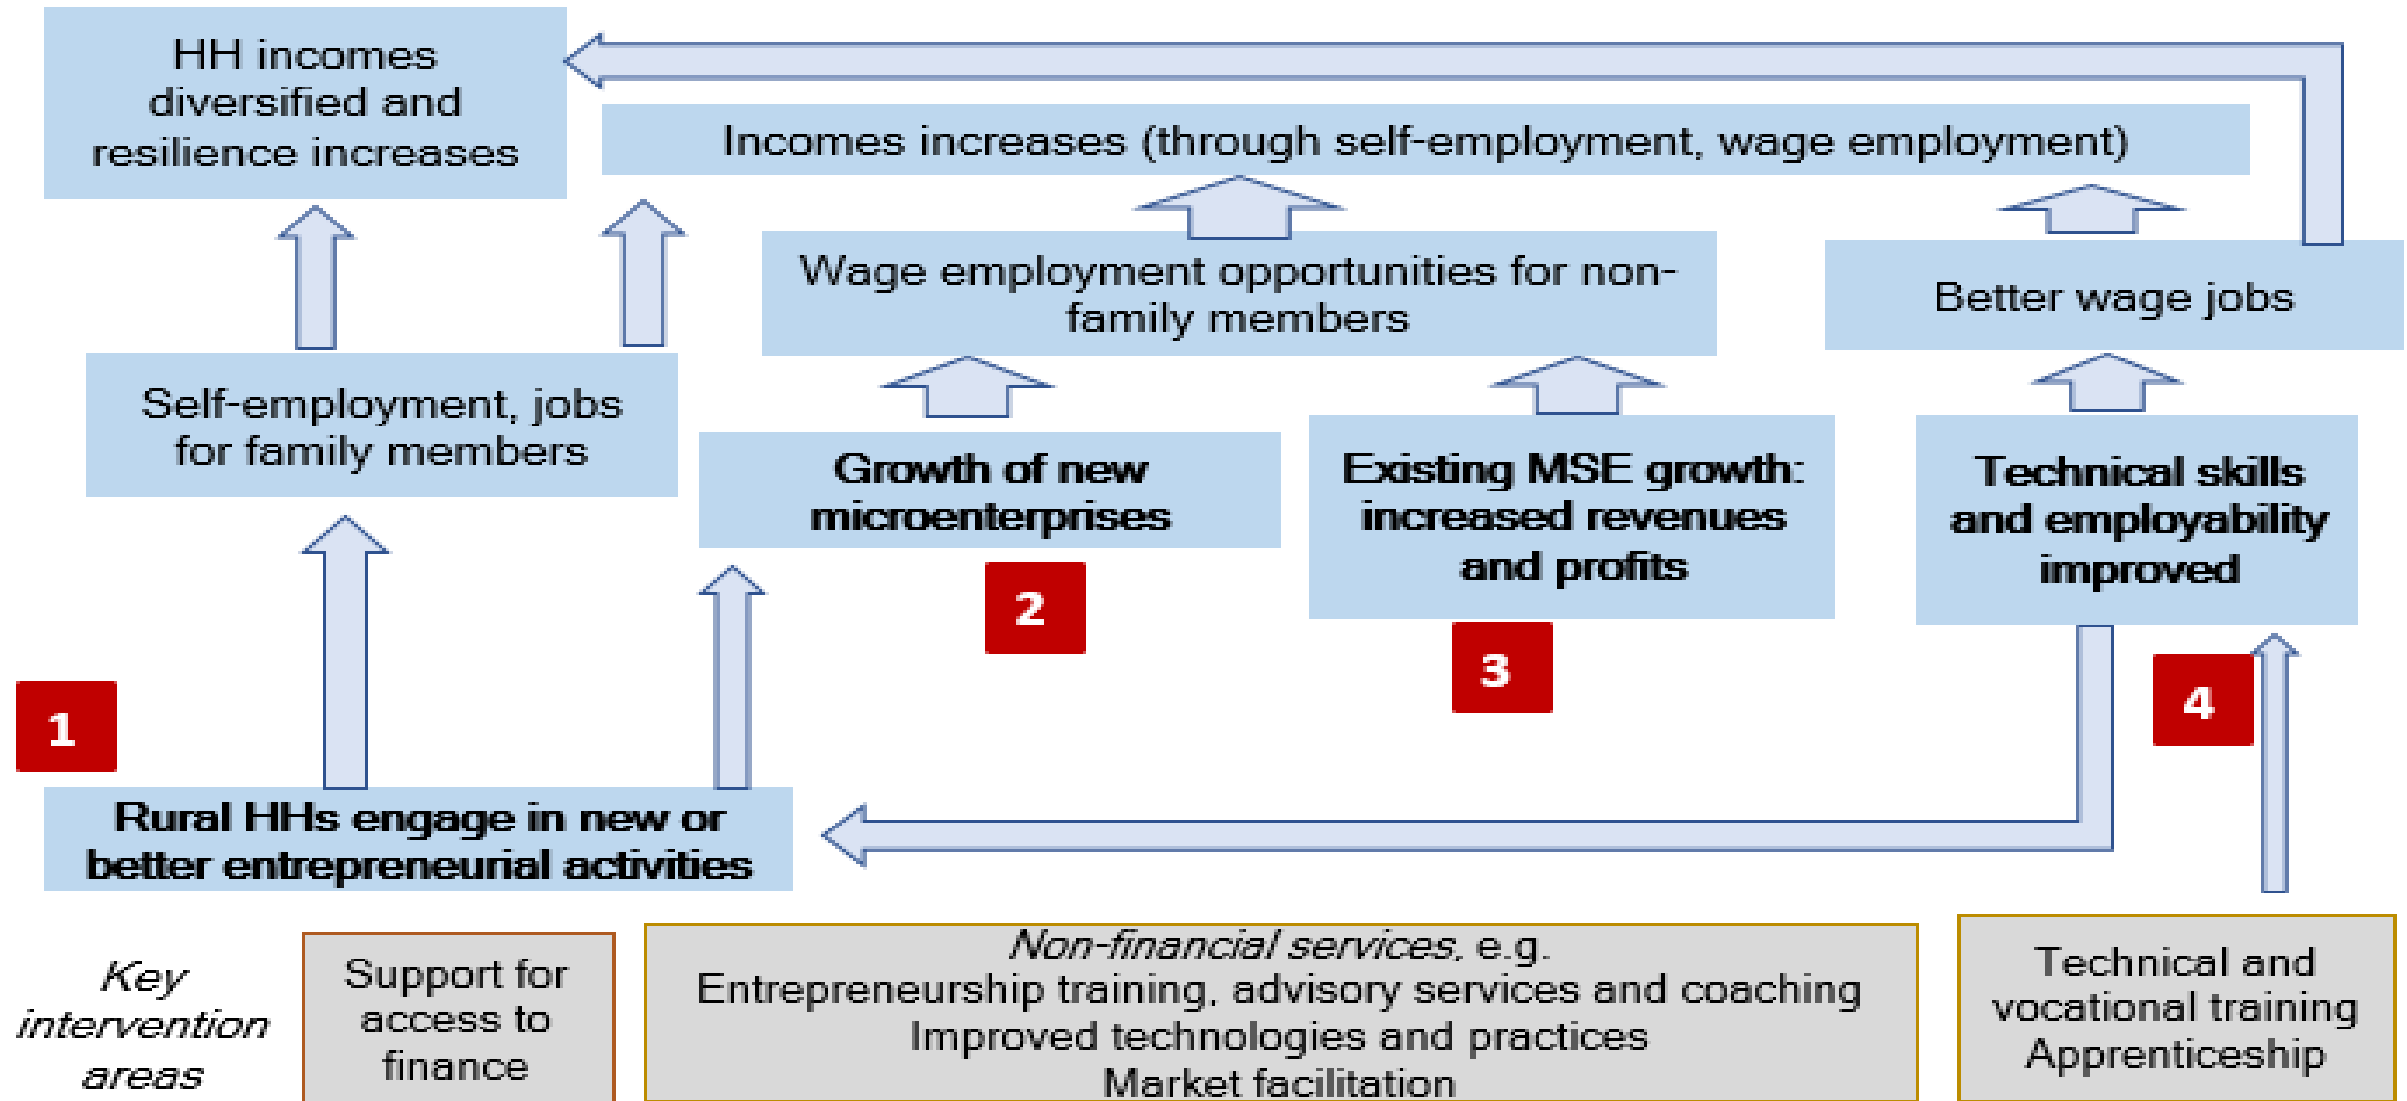 HH incomes
diversified and
resilience increases
Incomes increases (through self-employment, wage employment)
Wage employment opportunities for non-
family members
Better wage jobs
Self-employment, jobs
for family members
Growth of new
microenterprises
Existing MSE growth:
increased revenues
and profits
Technical skills
and employability
improved
2
3
4
1
Rural HHs engage in new or
better entrepreneurial activities
Key
intervention
areas
Support for
access to
finance
Non-financial services, e.g.
Entrepreneurship training, advisory services and coaching
Improved technologies and practices
Market facilitation
Technical and
vocational training
Apprenticeship